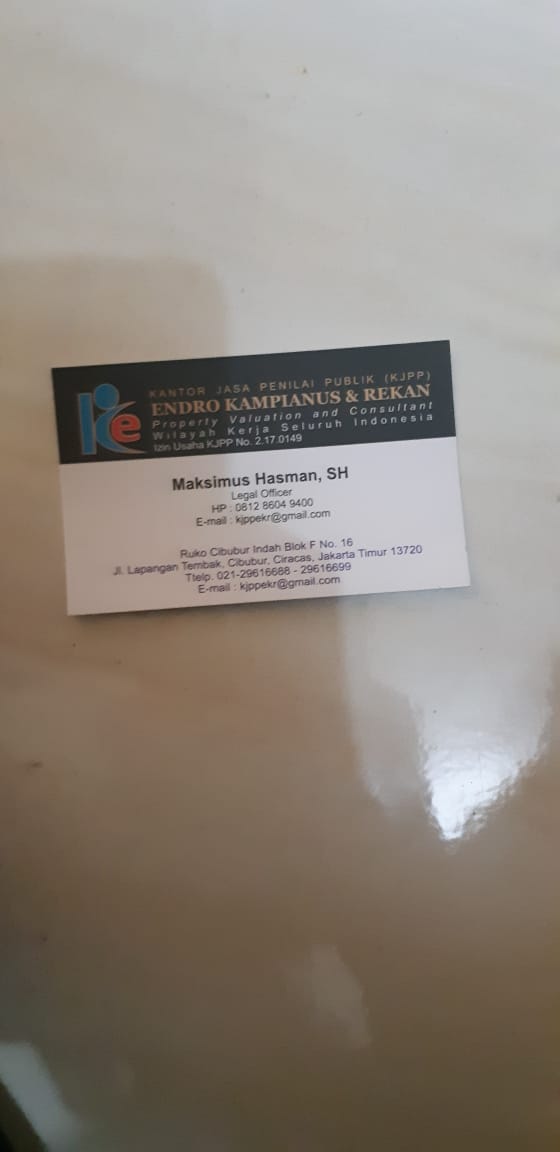 Ke
KANTOR JASA PENILAI PUBLIK (KJPP)
ENDRO KAMPIANUS & REKAN
Property Valuation and Consultant
Wilayah Kerja Seluruh Indonesia
Izin Usaha KJPP No. 2.17.0149
Maksimus Hasman, SH
Legal Officer
HP : 0812 8604 9400
E-mail : kjppekr@gmail.com
Ruko Cibubur Indah Blok F No. 16
Jl. Lapangan Tembak, Cibubur, Ciracas, Jakarta Timur 13720
Ttelp. 021-29616688 - 29616699
E-mail : kjppekr@gmail.com